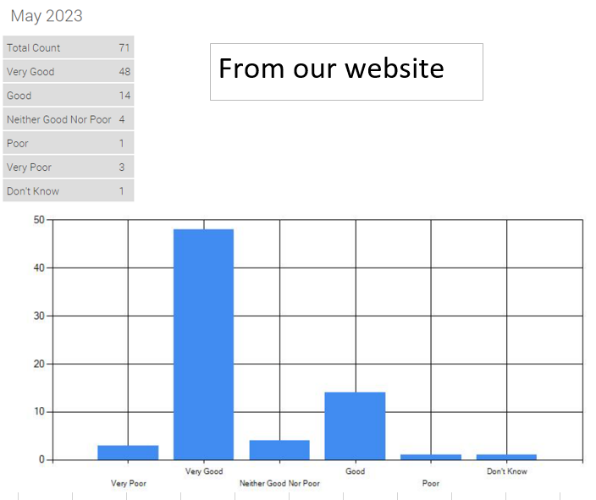 May 2023
From our website
Total Count 71
Very Good 48
Good 14
Neither Good Nor Poor 4
Poor 1
Very Poor 3
Don't Know 1
50
40
30
20
10
0
Very Good Good Don't Know
Very Poor Neither Good Nor Poor Poor